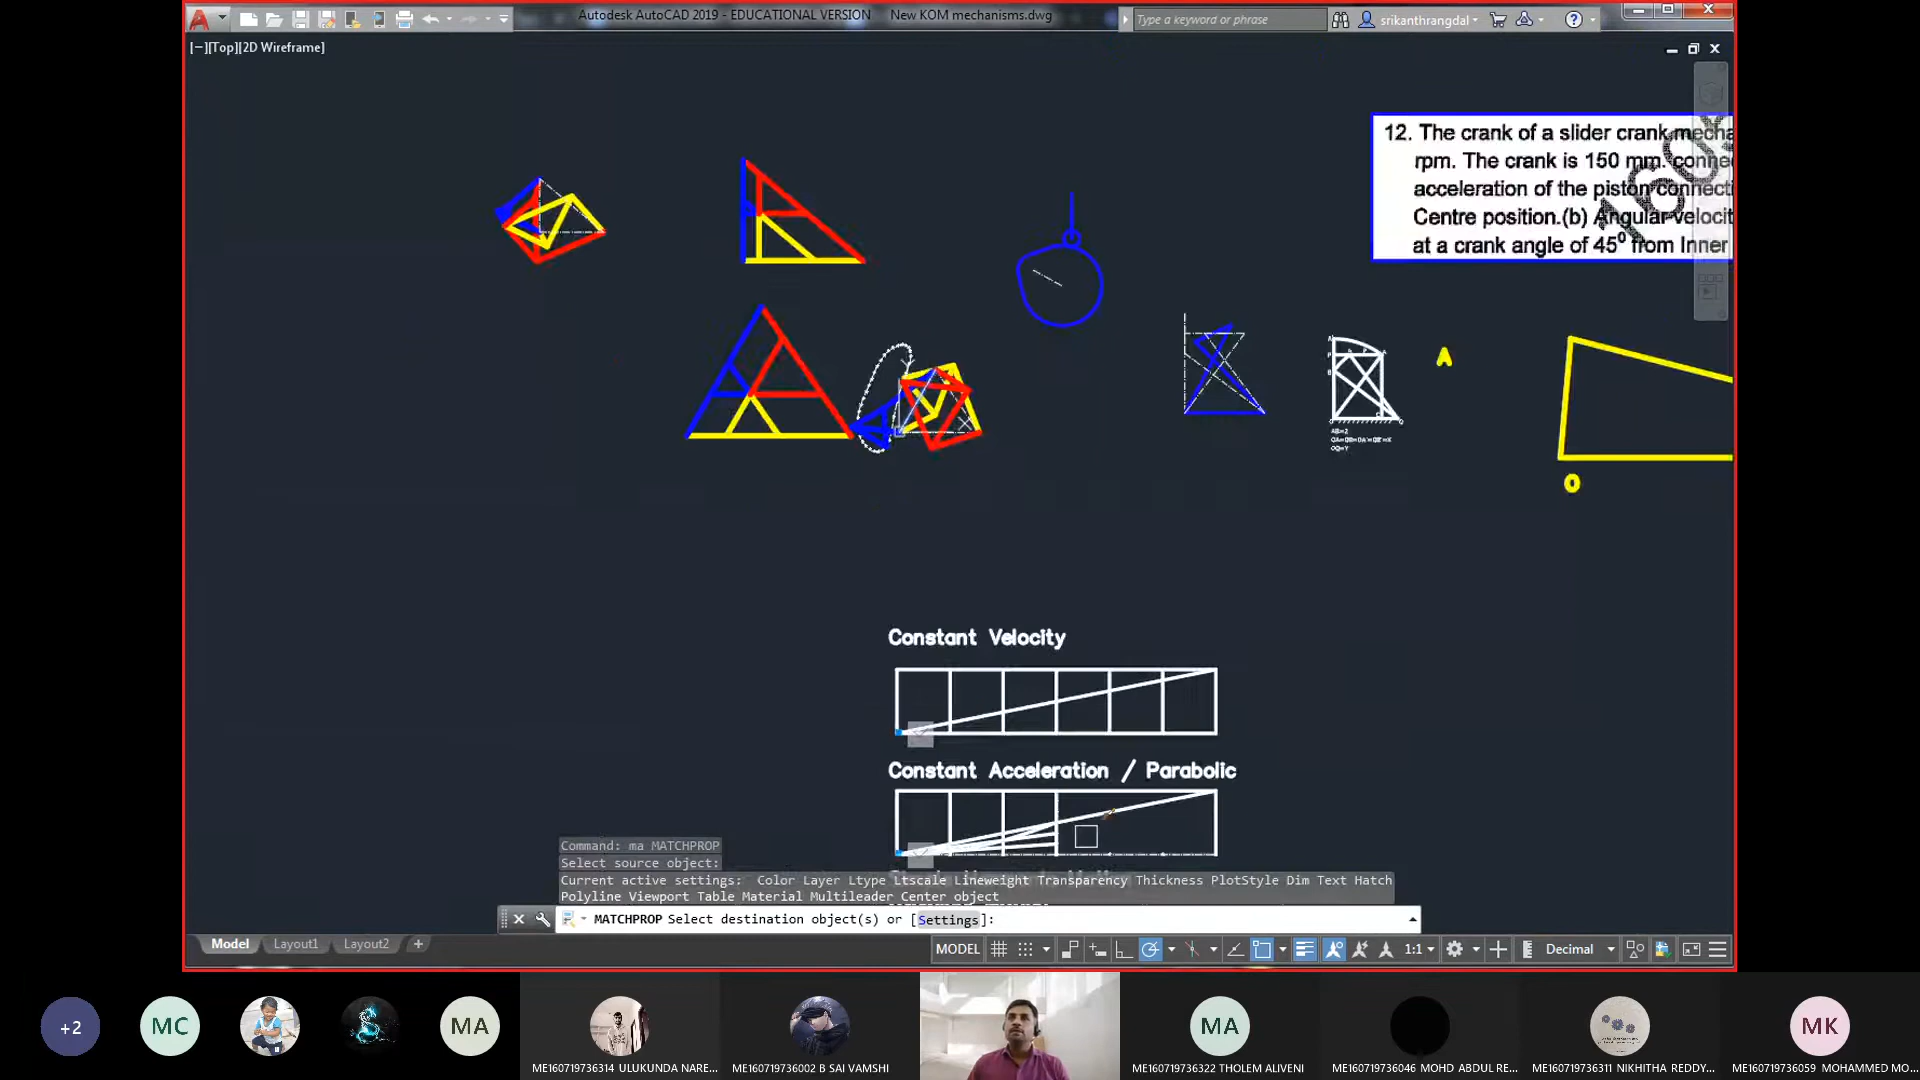 Autodesk AutoCAD 2019 - EDUCATIONAL VERSION New KOM mechanisms.dwg
Type a keyword or phrase
srikanthrangdal
[−][Top][2D Wireframe]
12. The crank of a slider crank
rpm. The crank is 150 mm.
acceleration of the piston
Centre position.(b) Angular
at a crank angle of 45⁰ from Inner
A
O
Constant Velocity
Constant Acceleration / Parabolic
Command: ma MATCHPROP
Select source object:
Current active settings: Color Layer Ltype Ltscale Lineweight Transparency Thickness PlotStyle Dim Text Hatch
Polyline Viewport Table Material Multileader Center object
MATCHPROP Select destination object(s) or [Settings]:
Model Layout1 Layout2 +
MODEL 1:1 Decimal
+2 MC MA MA MK
ME160719736314 ULUKUNDA NARE...
ME160719736002 B SAI VAMSHI
ME160719736322 THOLEM ALIVENI
ME160719736046 MOHD ABDUL RE...
ME160719736311 NIKHITHA REDDY...
ME160719736059 MOHAMMED MO...